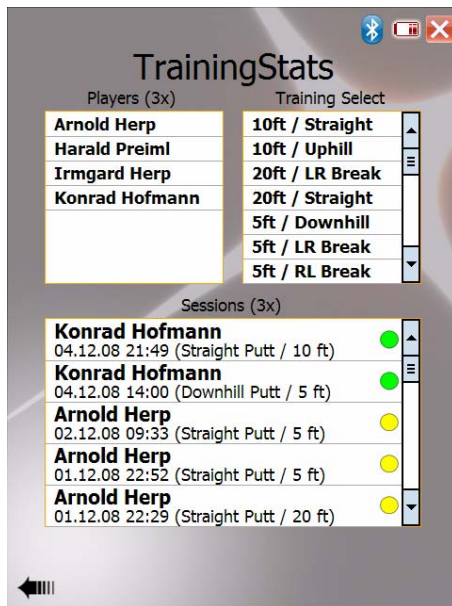 TrainingStats
Players (3x)
Training Select
Arnold Herp
Harald Preiml
Irmgard Herp
Konrad Hofmann
10ft / Straight
10ft / Uphill
20ft / LR Break
20ft / Straight
5ft / Downhill
5ft / LR Break
5ft / RL Break
Sessions (3x)
Konrad Hofmann
04.12.08 21:49 (Straight Putt / 10 ft)
Konrad Hofmann
04.12.08 14:00 (Downhill Putt / 5 ft)
Arnold Herp
02.12.08 09:33 (Straight Putt / 5 ft)
Arnold Herp
01.12.08 22:52 (Straight Putt / 5 ft)
Arnold Herp
01.12.08 22:29 (Straight Putt / 20 ft)